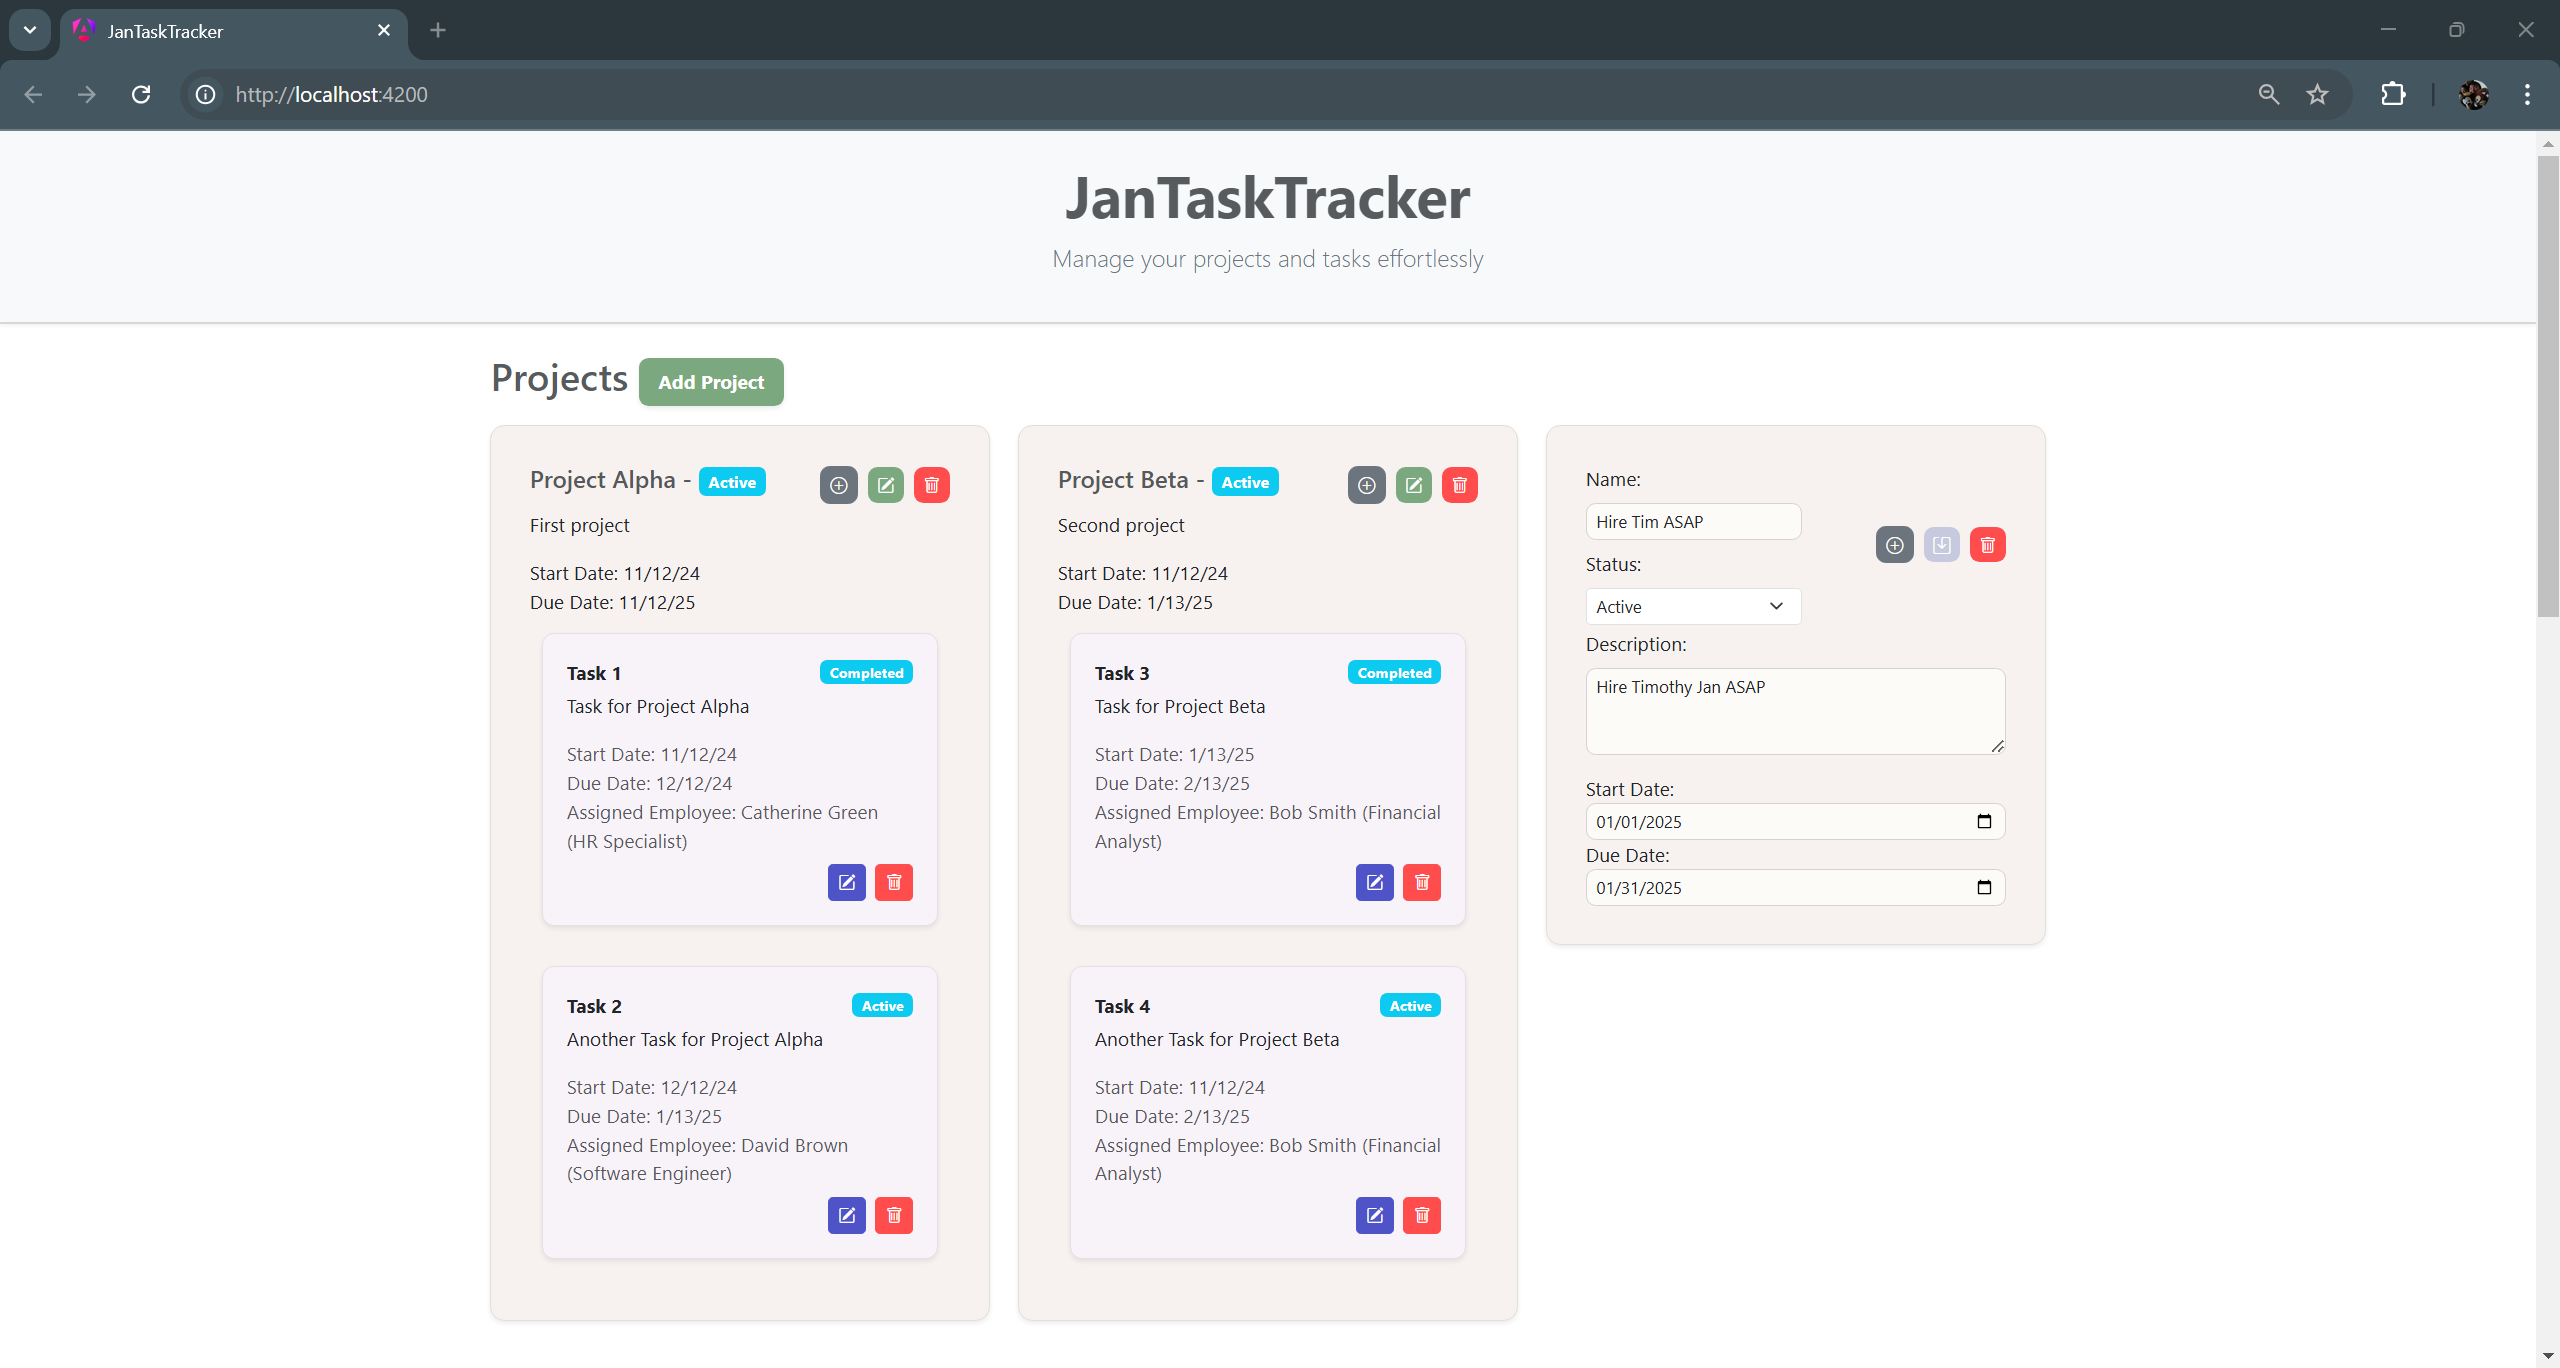 JanTaskTracker
http://localhost:4200
JanTaskTracker
Manage your projects and tasks effortlessly
Projects
Add Project
Project Alpha - Active
First project
Start Date: 11/12/24
Due Date: 11/12/25
Task 1
Completed
Task for Project Alpha
Start Date: 11/12/24
Due Date: 12/12/24
Assigned Employee: Catherine Green
(HR Specialist)
Task 2
Active
Another Task for Project Alpha
Start Date: 12/12/24
Due Date: 1/13/25
Assigned Employee: David Brown
(Software Engineer)
Project Beta - Active
Second project
Start Date: 11/12/24
Due Date: 1/13/25
Task 3
Completed
Task for Project Beta
Start Date: 1/13/25
Due Date: 2/13/25
Assigned Employee: Bob Smith (Financial
Analyst)
Task 4
Active
Another Task for Project Beta
Start Date: 11/12/24
Due Date: 2/13/25
Assigned Employee: Bob Smith (Financial
Analyst)
Name:
Hire Tim ASAP
Status:
Active
Description:
Hire Timothy Jan ASAP
Start Date:
01/01/2025
Due Date:
01/31/2025